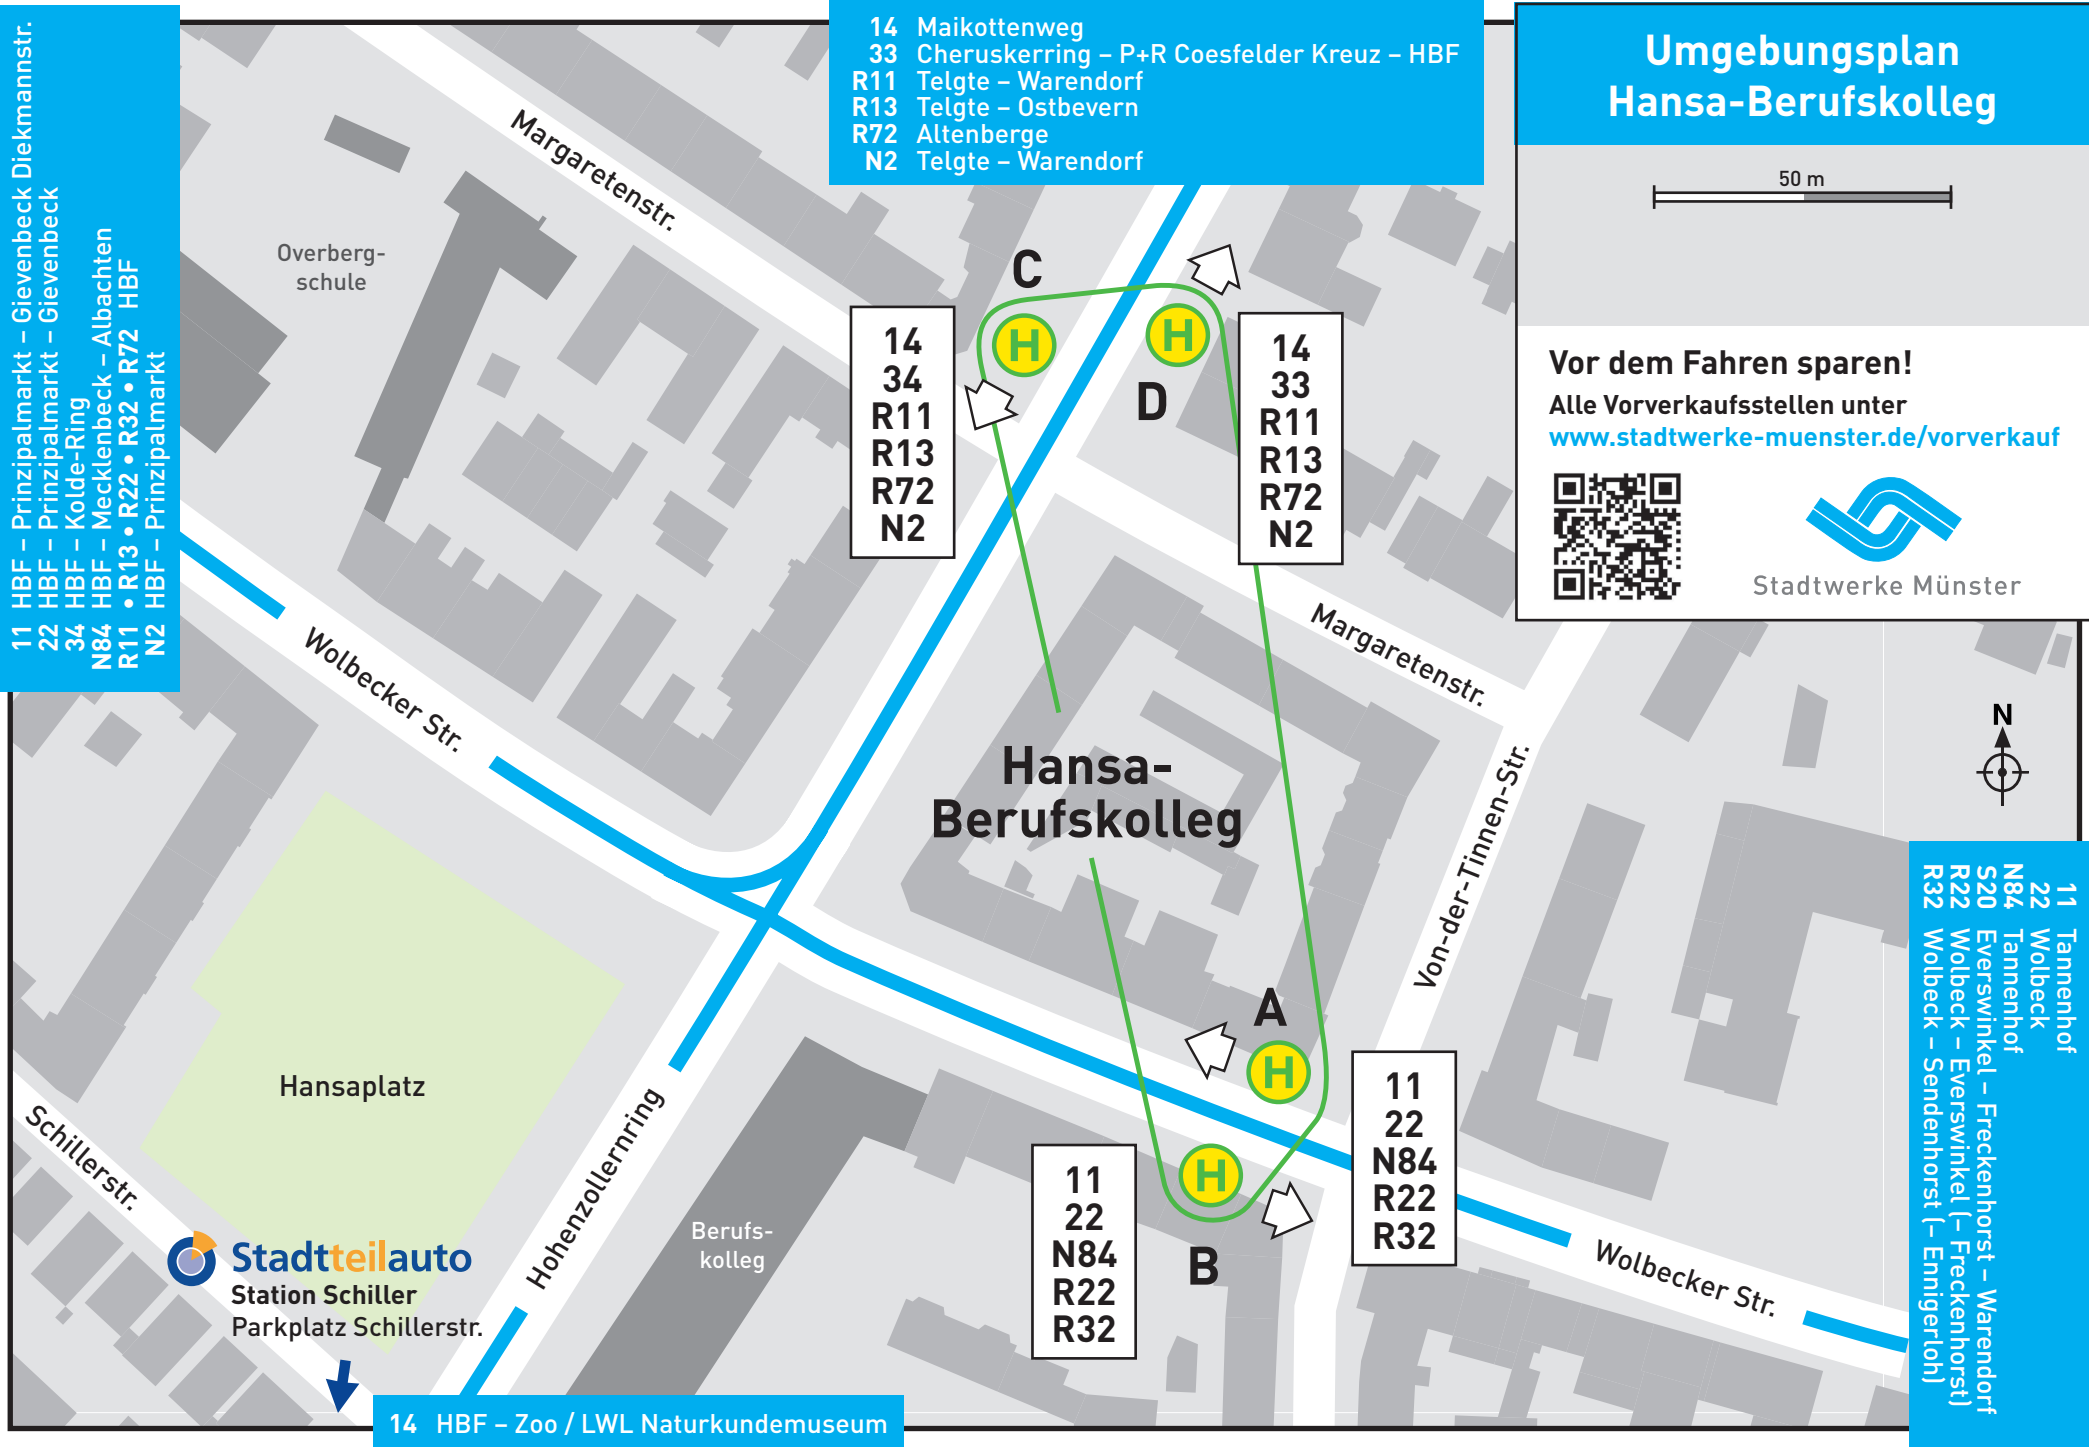 11 HBF – Prinzipalmarkt – Gievenbeck Diekmannstr.
22 HBF – Prinzipalmarkt – Gievenbeck
34 HBF – Kolde-Ring
N84 HBF – Mecklenbeck – Albachten
R11 • R13 • R22 • R32 • R72 HBF
N2 HBF – Prinzipalmarkt
14 Maikottenweg
33 Cheruskerring – P+R Coesfelder Kreuz – HBF
R11 Telgte – Warendorf
R13 Telgte – Ostbevern
R72 Altenberge
N2 Telgte – Warendorf
Umgebungsplan
Hansa-Berufskolleg
50 m
Vor dem Fahren sparen!
Alle Vorverkaufsstellen unter
www.stadtwerke-muenster.de/vorverkauf
Stadtwerke Münster
Margaretenstr.
Overberg-
schule
C
H
14
34
R11
R13
R72
N2
H
D
14
33
R11
R13
R72
N2
Margaretenstr.
Wolbecker Str.
Hansa-
Berufskolleg
Von-der-Tinnen-Str.
N
A
H
11
22
N84
R22
R32
H
B
11
22
N84
R22
R32
Hansaplatz
Schillerstr.
Hohenzollernring
Berufs-
kolleg
Wolbecker Str.
Stadtteilauto
Station Schiller
Parkplatz Schillerstr.
14 HBF – Zoo / LWL Naturkundemuseum
11 Tannenhof
22 Wolbeck
N84 Tannenhof
S20 Everswinkel – Freckenhorst – Warendorf
R22 Wolbeck – Everswinkel (– Freckenhorst)
R32 Wolbeck – Sendenhorst (– Ennigerloh)